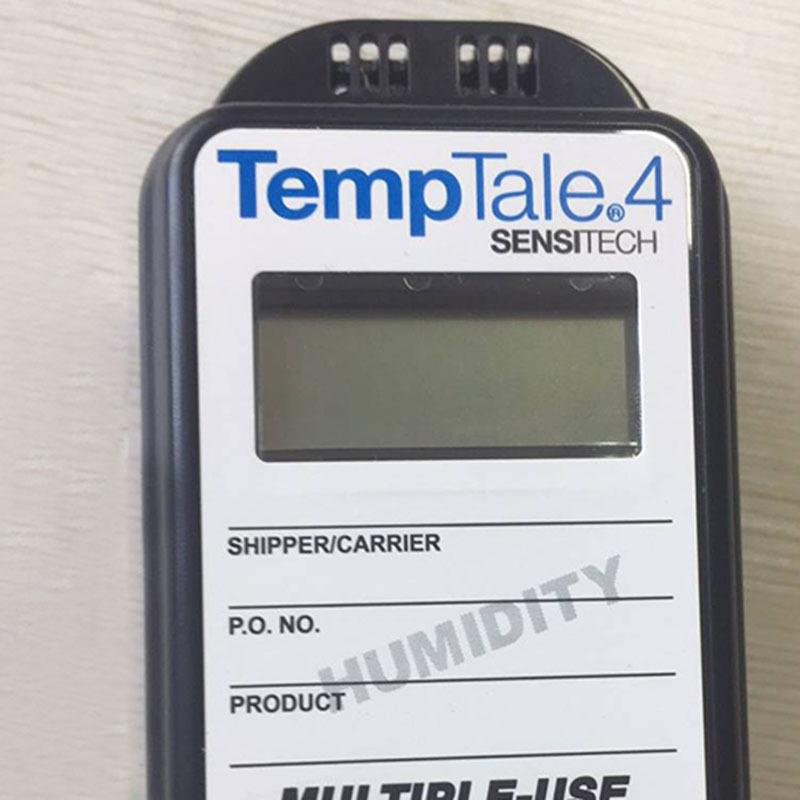 TempTale®4
SENSITECH
SHIPPER/CARRIER
P.O. NO.
HUMIDITY
PRODUCT
MULTIPLE-USE